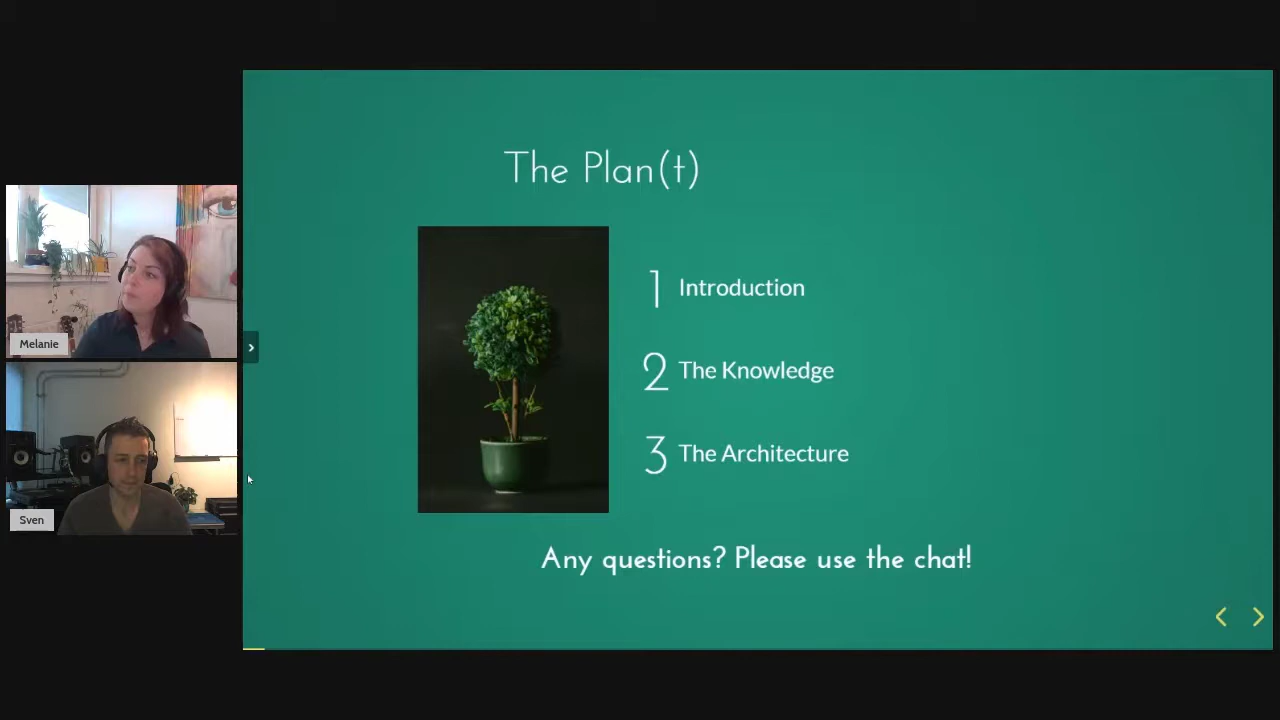 The Plan(t)
1 Introduction
2 The Knowledge
3 The Architecture
Any questions? Please use the chat!
Melanie
Sven